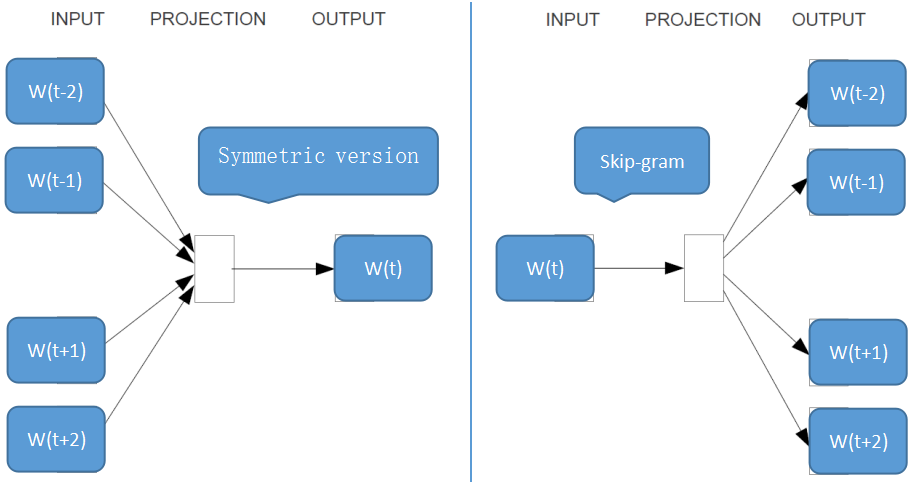 INPUT PROJECTION OUTPUT
W(t-2)
W(t-1)
Symmetric version
W(t)
W(t+1)
W(t+2)
INPUT PROJECTION OUTPUT
W(t-2)
Skip-gram
W(t-1)
W(t)
W(t+1)
W(t+2)